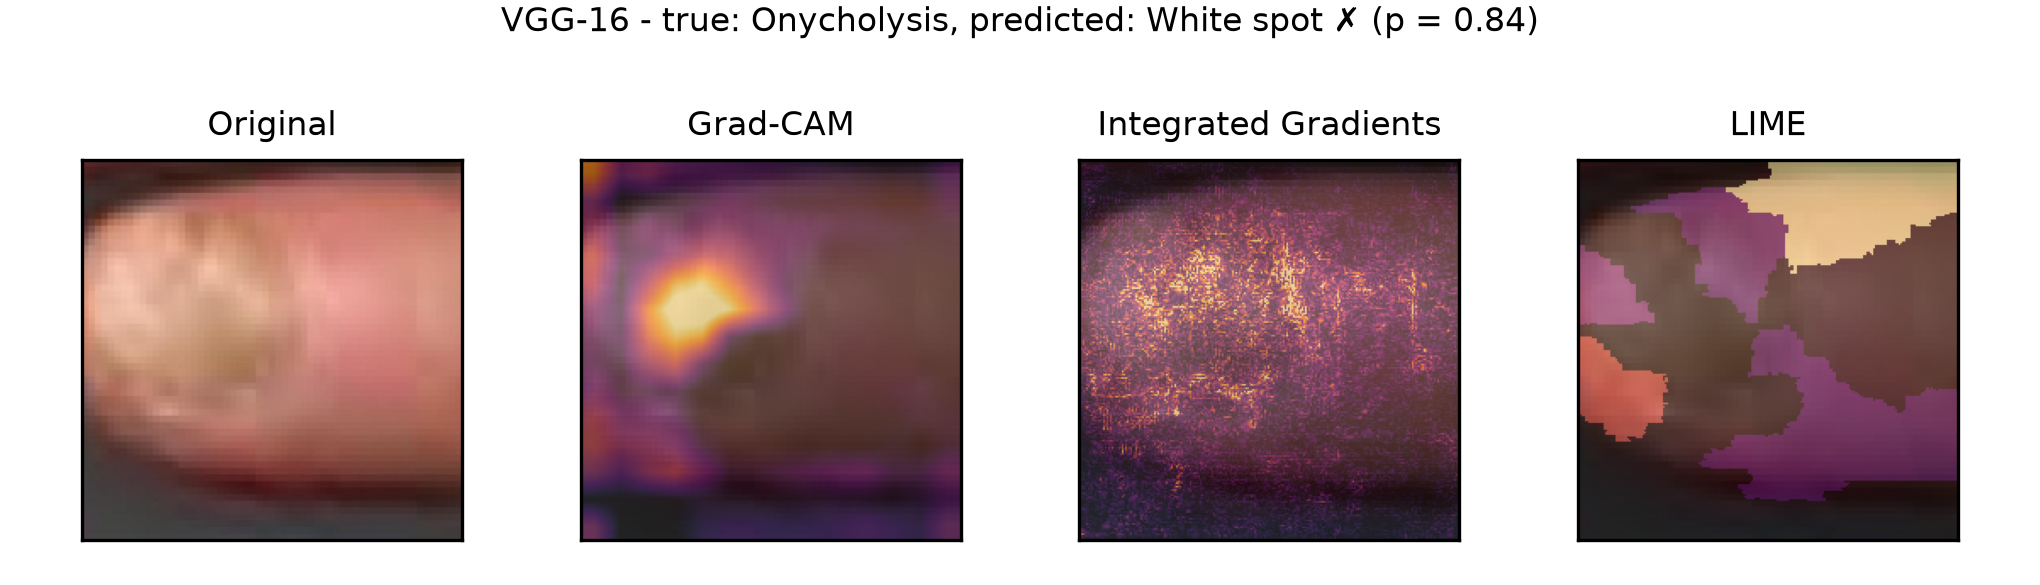 VGG-16 - true: Onycholysis, predicted: White spot ✗ (p = 0.84)
Original
Grad-CAM
Integrated Gradients
LIME